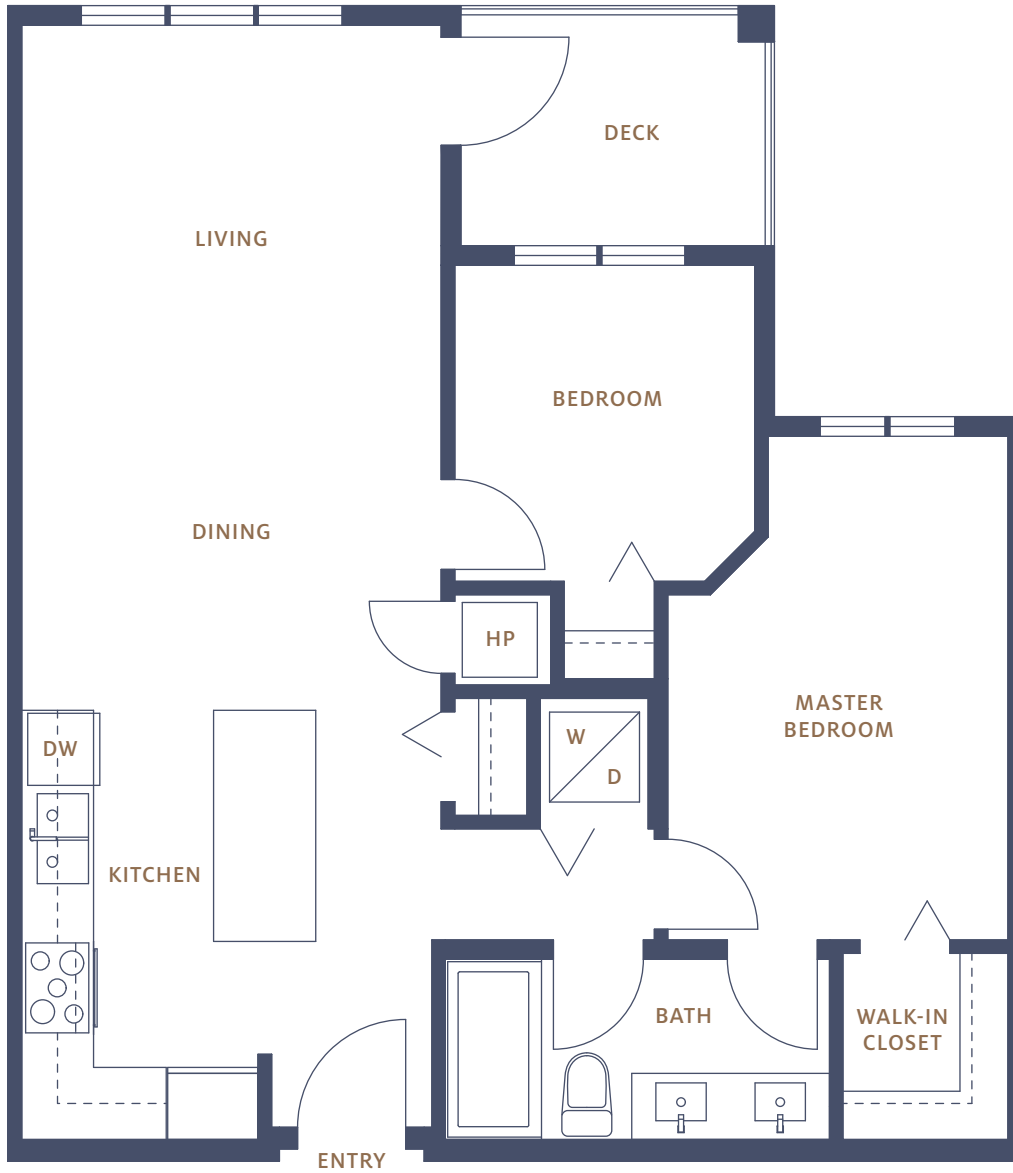 DECK
LIVING
BEDROOM
DINING
HP
MASTER
BEDROOM
DW
W
D
KITCHEN
BATH
WALK-IN
CLOSET
ENTRY